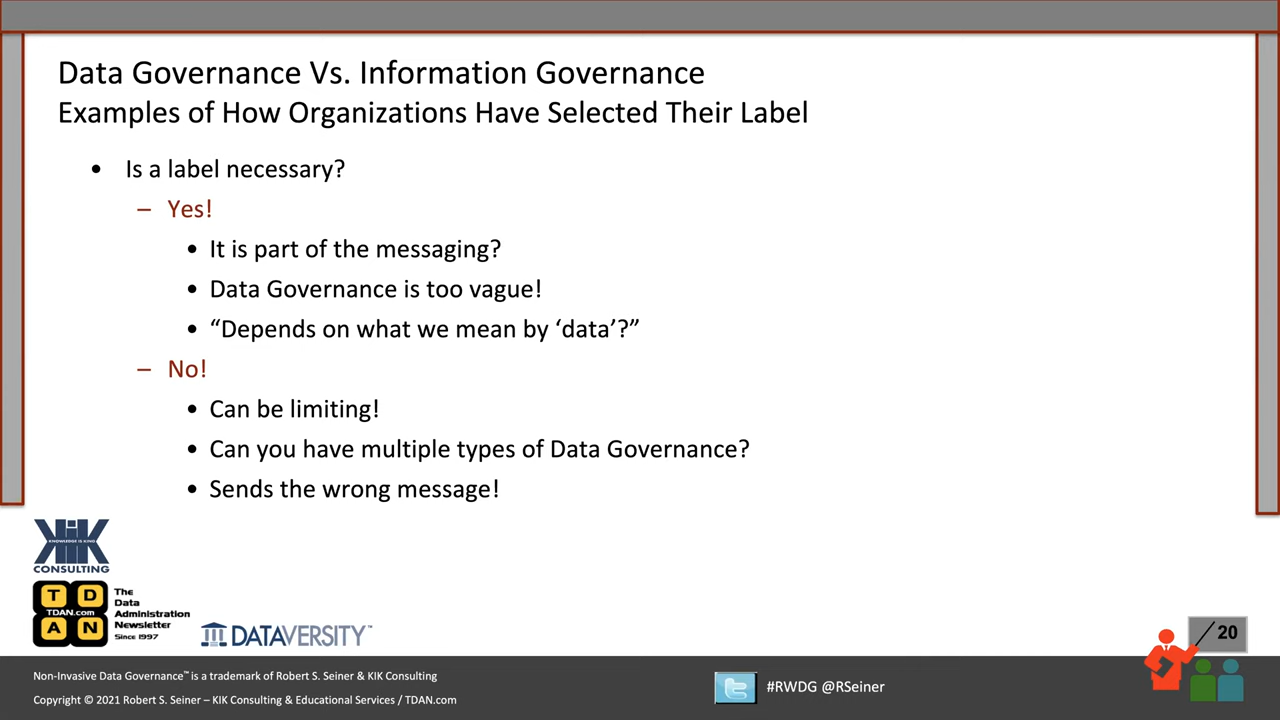 Data Governance Vs. Information Governance
Examples of How Organizations Have Selected Their Label
• Is a label necessary?
– Yes!
• It is part of the messaging?
• Data Governance is too vague!
• “Depends on what we mean by ‘data’?”
– No!
• Can be limiting!
• Can you have multiple types of Data Governance?
• Sends the wrong message!
KIK
KNOWLEDGE IS KING
CONSULTING
T D
TDAN.com
A N
The
Data
Administration
Newsletter
Since 1997
DATAVERSITY™
20
Non-Invasive Data Governance™ is a trademark of Robert S. Seiner & KIK Consulting
Copyright © 2021 Robert S. Seiner – KIK Consulting & Educational Services / TDAN.com
#RWDG @RSeiner